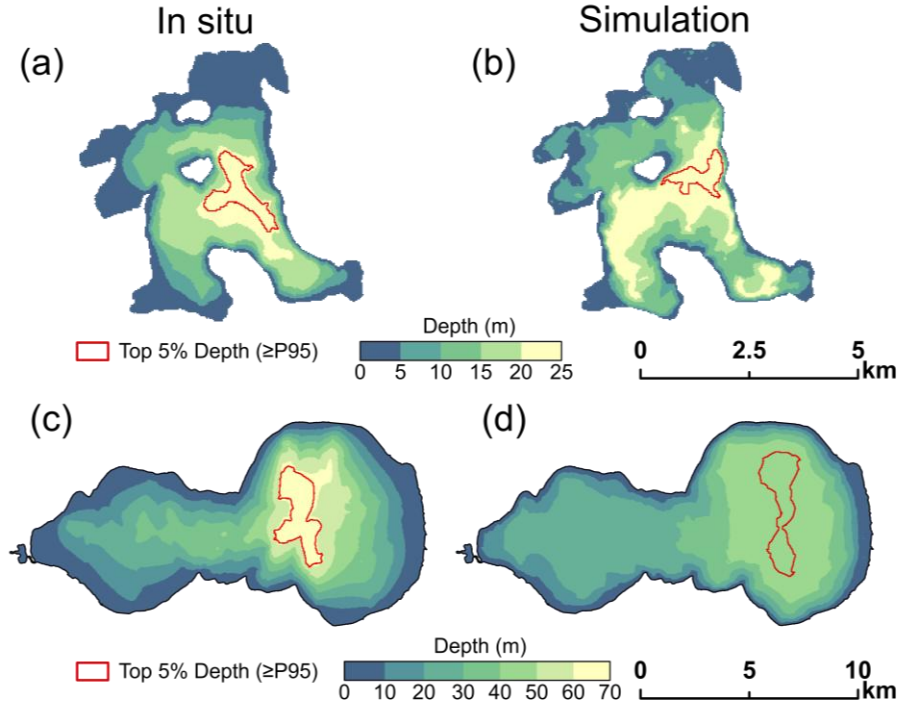 In situ
Simulation
(a)
(b)
Top 5% Depth (≥P95)
Depth (m)
0 5 10 15 20 25
0 2.5 5
km
(c)
(d)
Top 5% Depth (≥P95)
Depth (m)
0 10 20 30 40 50 60 70
0 5 10
km